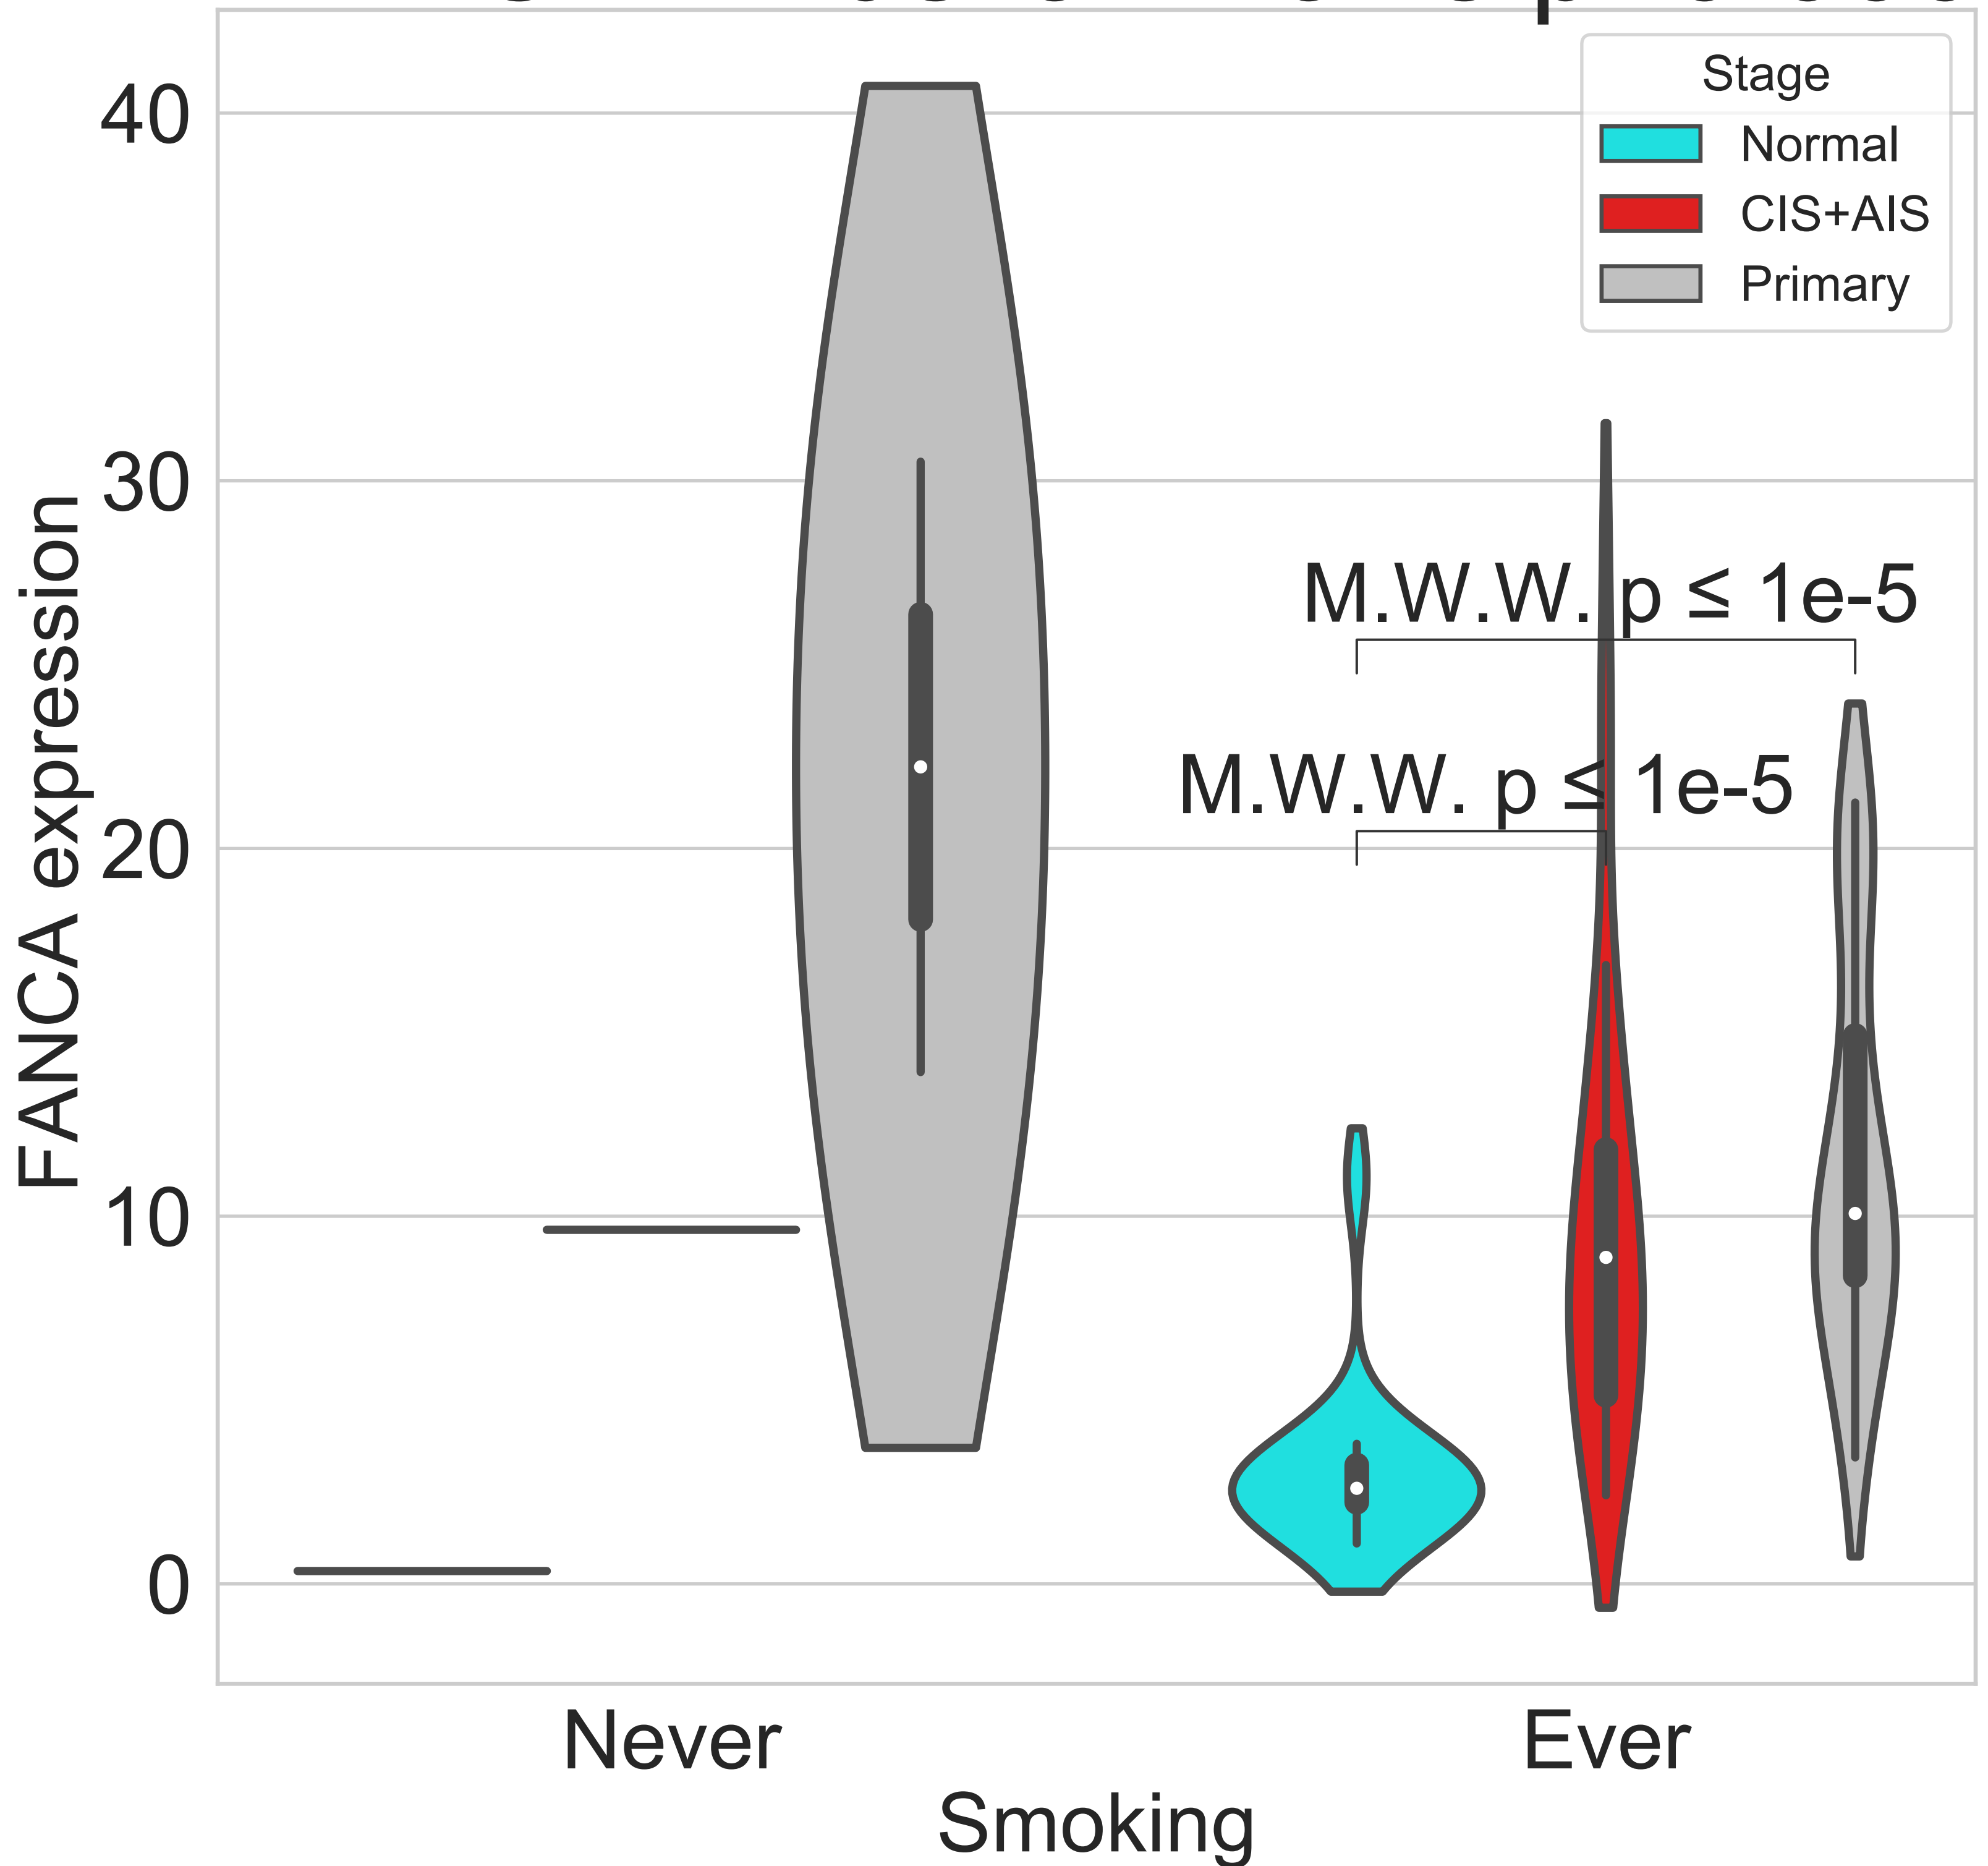 Stage
Normal
CIS+AIS
Primary
40
30
20
10
0
FANCA expression
M.W.W. p ≤ 1e-5
M.W.W. p ≤ 1e-5
Never
Ever
Smoking